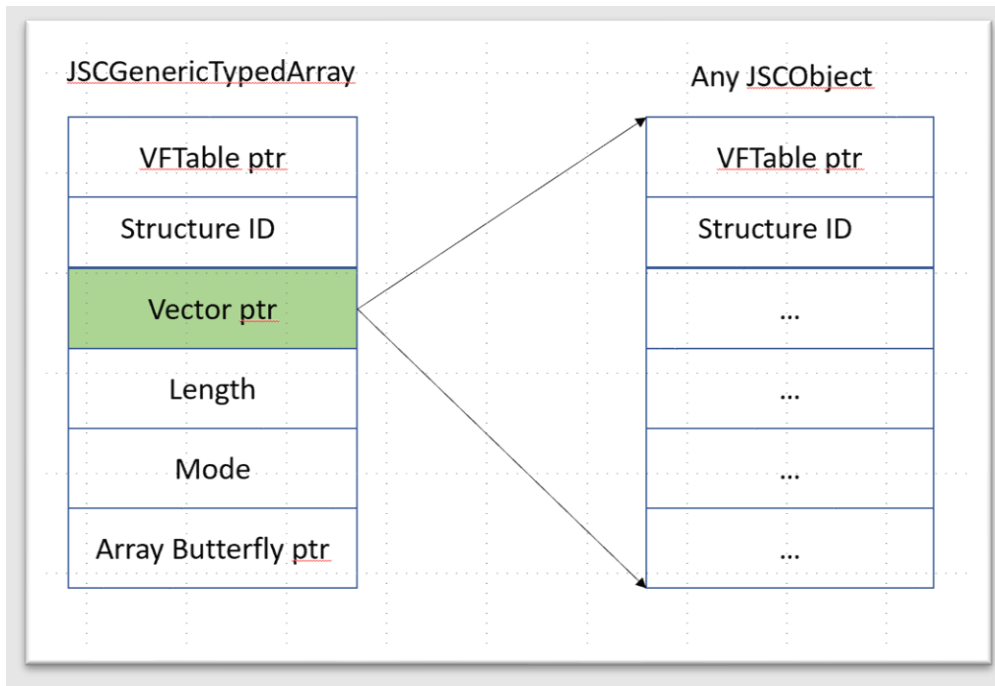 JSCGenericTypedArray
VFTable ptr
Structure ID
Vector ptr
Length
Mode
Array Butterfly ptr
Any JSCObject
VFTable ptr
Structure ID
...
...
...
...